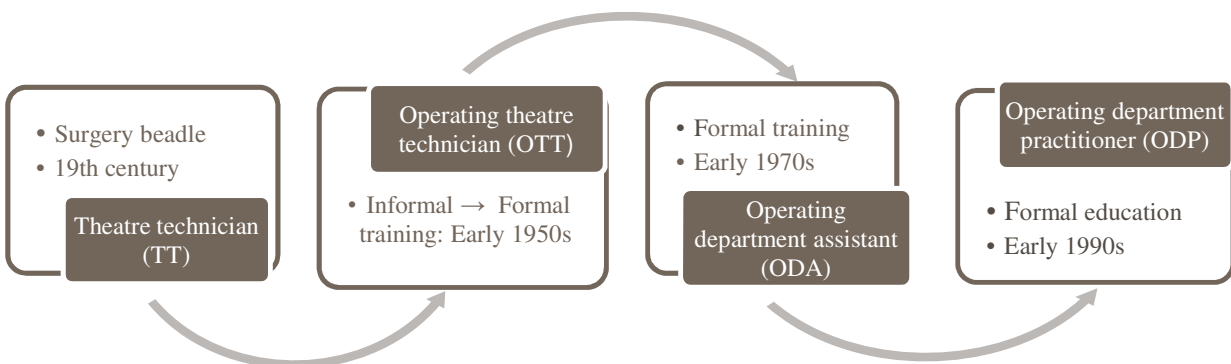 • Surgery beadle
• 19th century
Theatre technician
(TT)
Operating theatre
technician (OTT)
• Informal → Formal
training: Early 1950s
• Formal training
• Early 1970s
Operating
department assistant
(ODA)
Operating department
practitioner (ODP)
• Formal education
• Early 1990s